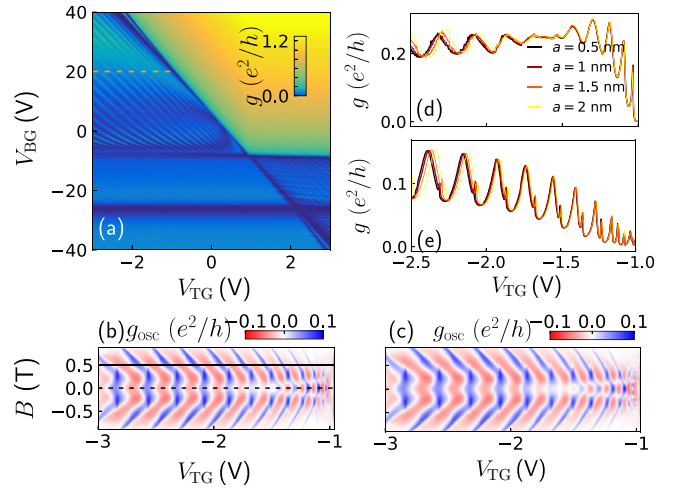 40
20
0
−20
−40
V_BG (V)
g (e²/h)
1.2
0.0
(a)
−2
0
2
V_TG (V)
0.2
0.0
g (e²/h)
(d)
a = 0.5 nm
a = 1 nm
a = 1.5 nm
a = 2 nm
0.1
0.0
g (e²/h)
(e)
−2.5
−2.0
−1.5
−1.0
V_TG (V)
(b)
g_osc (e²/h)
−0.1
0.0
0.1
0.5
0.0
−0.5
B (T)
−3
−2
−1
V_TG (V)
(c)
g_osc (e²/h)
−0.1
0.0
0.1
−3
−2
−1
V_TG (V)